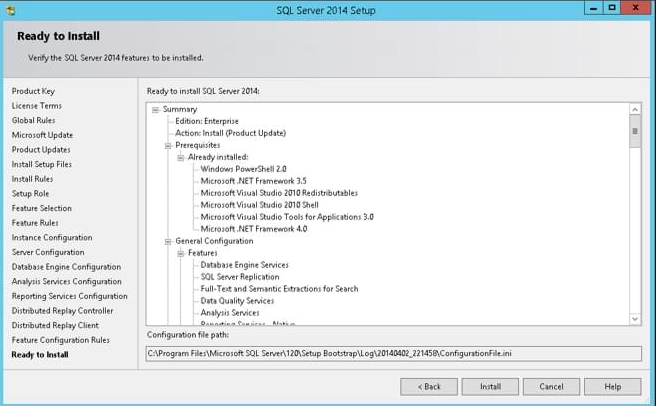 SQL Server 2014 Setup
Ready to Install
Verify the SQL Server 2014 features to be installed.
Product Key
License Terms
Global Rules
Microsoft Update
Product Updates
Install Setup Files
Install Rules
Setup Role
Feature Selection
Feature Rules
Instance Configuration
Server Configuration
Database Engine Configuration
Analysis Services Configuration
Reporting Services Configuration
Distributed Replay Controller
Distributed Replay Client
Feature Configuration Rules
Ready to Install
Ready to install SQL Server 2014:
Summary
Edition: Enterprise
Action: Install (Product Update)
Prerequisites
Already installed:
Windows PowerShell 2.0
Microsoft .NET Framework 3.5
Microsoft Visual Studio 2010 Redistributables
Microsoft Visual Studio 2010 Shell
Microsoft Visual Studio Tools for Applications 3.0
Microsoft .NET Framework 4.0
General Configuration
Features
Database Engine Services
SQL Server Replication
Full-Text and Semantic Extractions for Search
Data Quality Services
Analysis Services
Reporting Services - Native
Configuration file path:
C:\Program Files\Microsoft SQL Server\120\Setup Bootstrap\Log\20140402_221458\ConfigurationFile.ini
< Back
Install
Cancel
Help